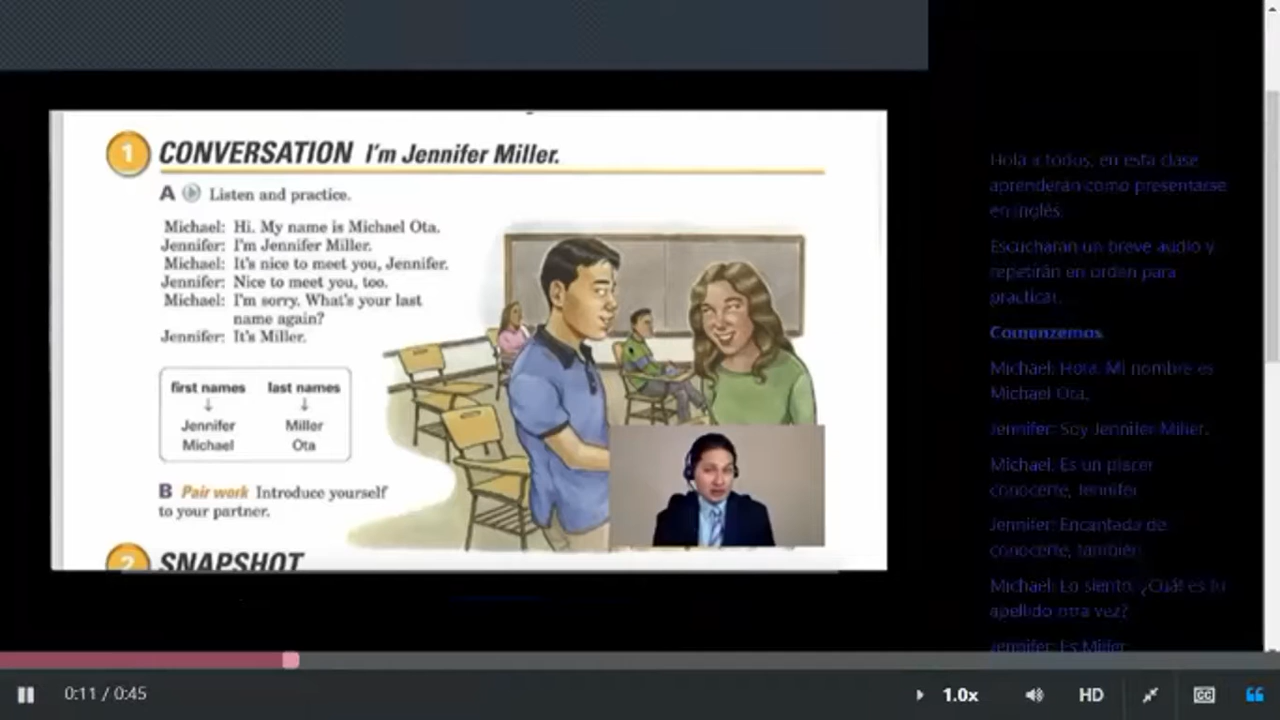 1 CONVERSATION I'm Jennifer Miller.
A Listen and practice.
Michael: Hi. My name is Michael Ota.
Jennifer: I'm Jennifer Miller.
Michael: It's nice to meet you, Jennifer.
Jennifer: Nice to meet you, too.
Michael: I'm sorry. What's your last
name again?
Jennifer: It's Miller.
first names last names
↓ ↓
Jennifer Miller
Michael Ota
B Pair work Introduce yourself
to your partner.
2 SNAPSHOT
Hola a todos, en esta clase
aprenderán como presentarse
en inglés.
Escucharán un breve audio y
repetirán en orden para
practicar.
Comenzemos
Michael: Hola. Mi nombre es
Michael Ota.
Jennifer: Soy Jennifer Miller.
Michael: Es un placer
conocerte, Jennifer
Jennifer: Encantada de
conocerte, también
Michael: Lo siento. ¿Cuál es tu
apellido otra vez?
Jennifer: Es Miller
0:11 / 0:45
1.0x
HD
CC